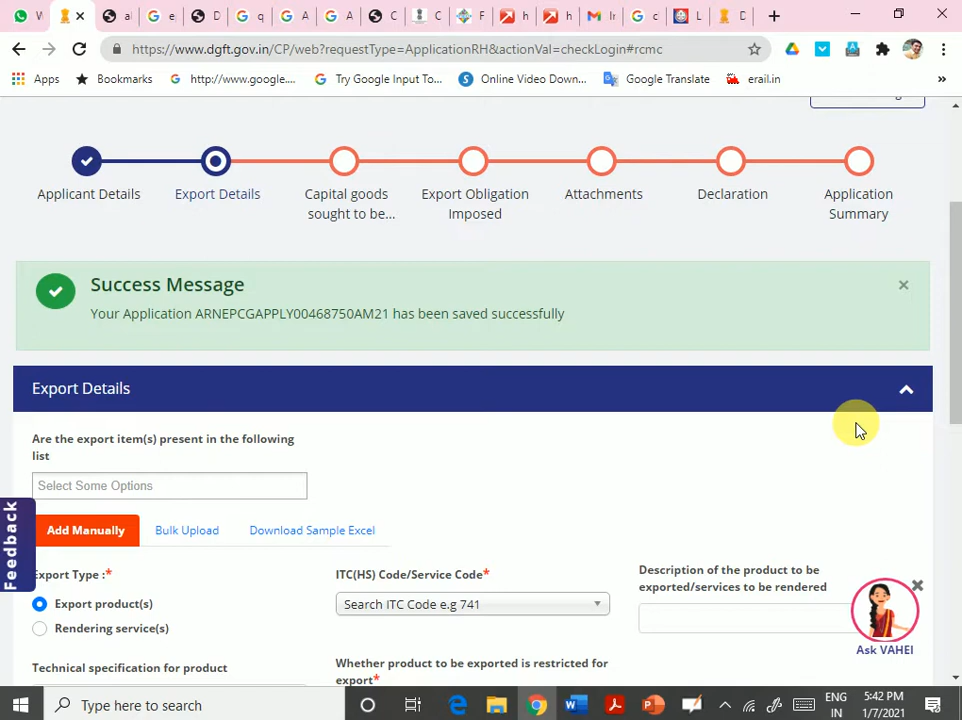 https://www.dgft.gov.in/CP/web?requestType=ApplicationRH&actionVal=checkLogin#rcmc
Apps
Bookmarks
http://www.google....
Try Google Input To...
Online Video Down...
Google Translate
erail.in
»
Applicant Details
Export Details
Capital goods
sought to be...
Export Obligation
Imposed
Attachments
Declaration
Application
Summary
Success Message
Your Application ARNEPCGAPPLY00468750AM21 has been saved successfully
Export Details
Are the export item(s) present in the following
list
Select Some Options
Feedback
Add Manually
Bulk Upload
Download Sample Excel
Export Type :*
Export product(s)
Rendering service(s)
ITC(HS) Code/Service Code*
Search ITC Code e.g 741
Description of the product to be
exported/services to be rendered
Technical specification for product
Whether product to be exported is restricted for
export*
Ask VAHEI
Type here to search
ENG
IN
5:42 PM
1/7/2021